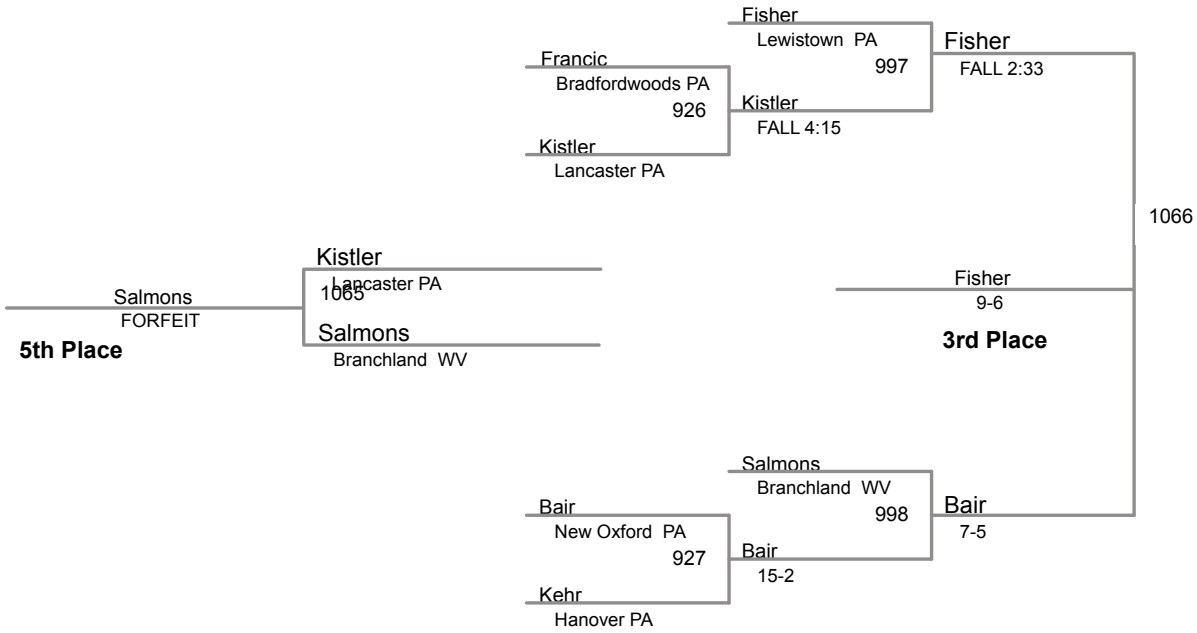 Fisher
Lewistown PA
997
Fisher
FALL 2:33
Francic
Bradfordwoods PA
926
Kistler
FALL 4:15
Kistler
Lancaster PA
1066
Kistler
Lancaster PA
1065
Salmons
FORFEIT
5th Place
Salmons
Branchland WV
Fisher
9-6
3rd Place
Salmons
Branchland WV
998
Bair
7-5
Bair
New Oxford PA
927
Bair
15-2
Kehr
Hanover PA